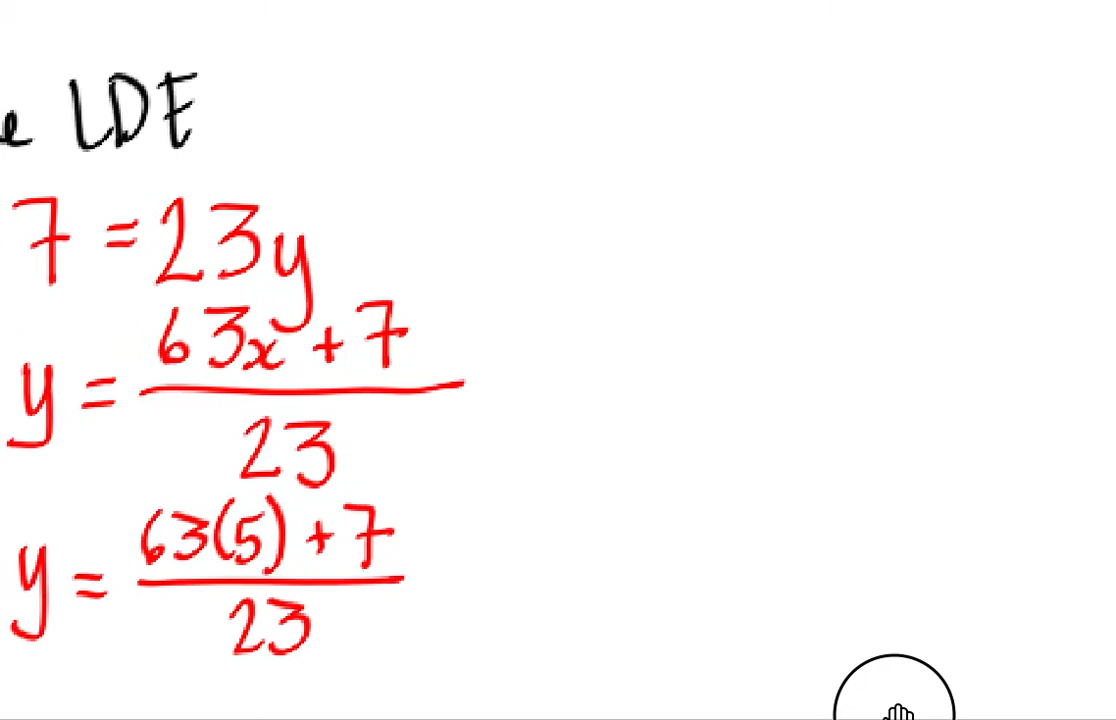 e LDE
7 = 23y
y = 63x + 7 / 23
y = 63(5) + 7 / 23